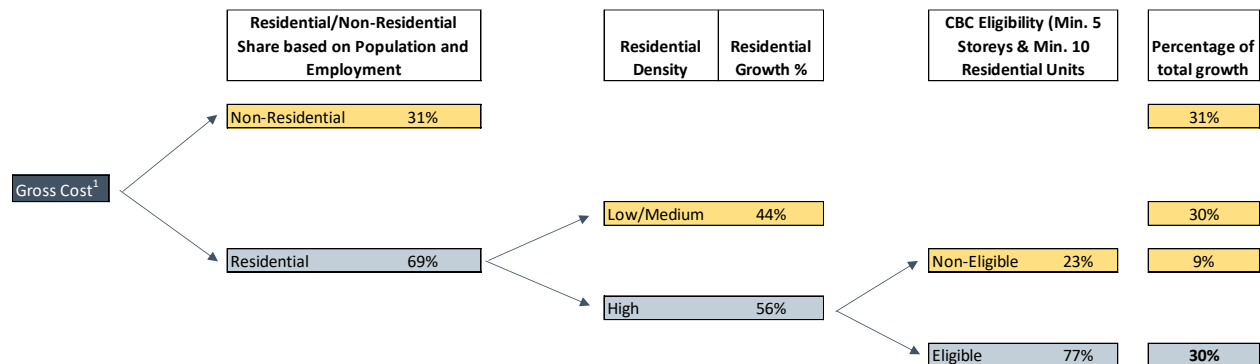 Residential/Non-Residential
Share based on Population and
Employment
Residential
Density
Residential
Growth %
CBC Eligibility (Min. 5
Storeys & Min. 10
Residential Units
Percentage of
total growth
Non-Residential 31%
31%
Gross Cost¹
Low/Medium 44%
30%
Residential 69%
Non-Eligible 23%
9%
High 56%
Eligible 77%
30%